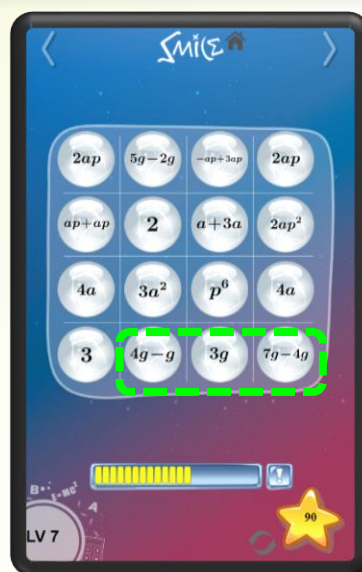 SMILE
2ap 5g−2g −ap+3ap 2ap
ap+ap 2 a+3a 2ap²
4a 3a² p⁶ 4a
3 4g−g 3g 7g−4g
B
A
LV 7
90